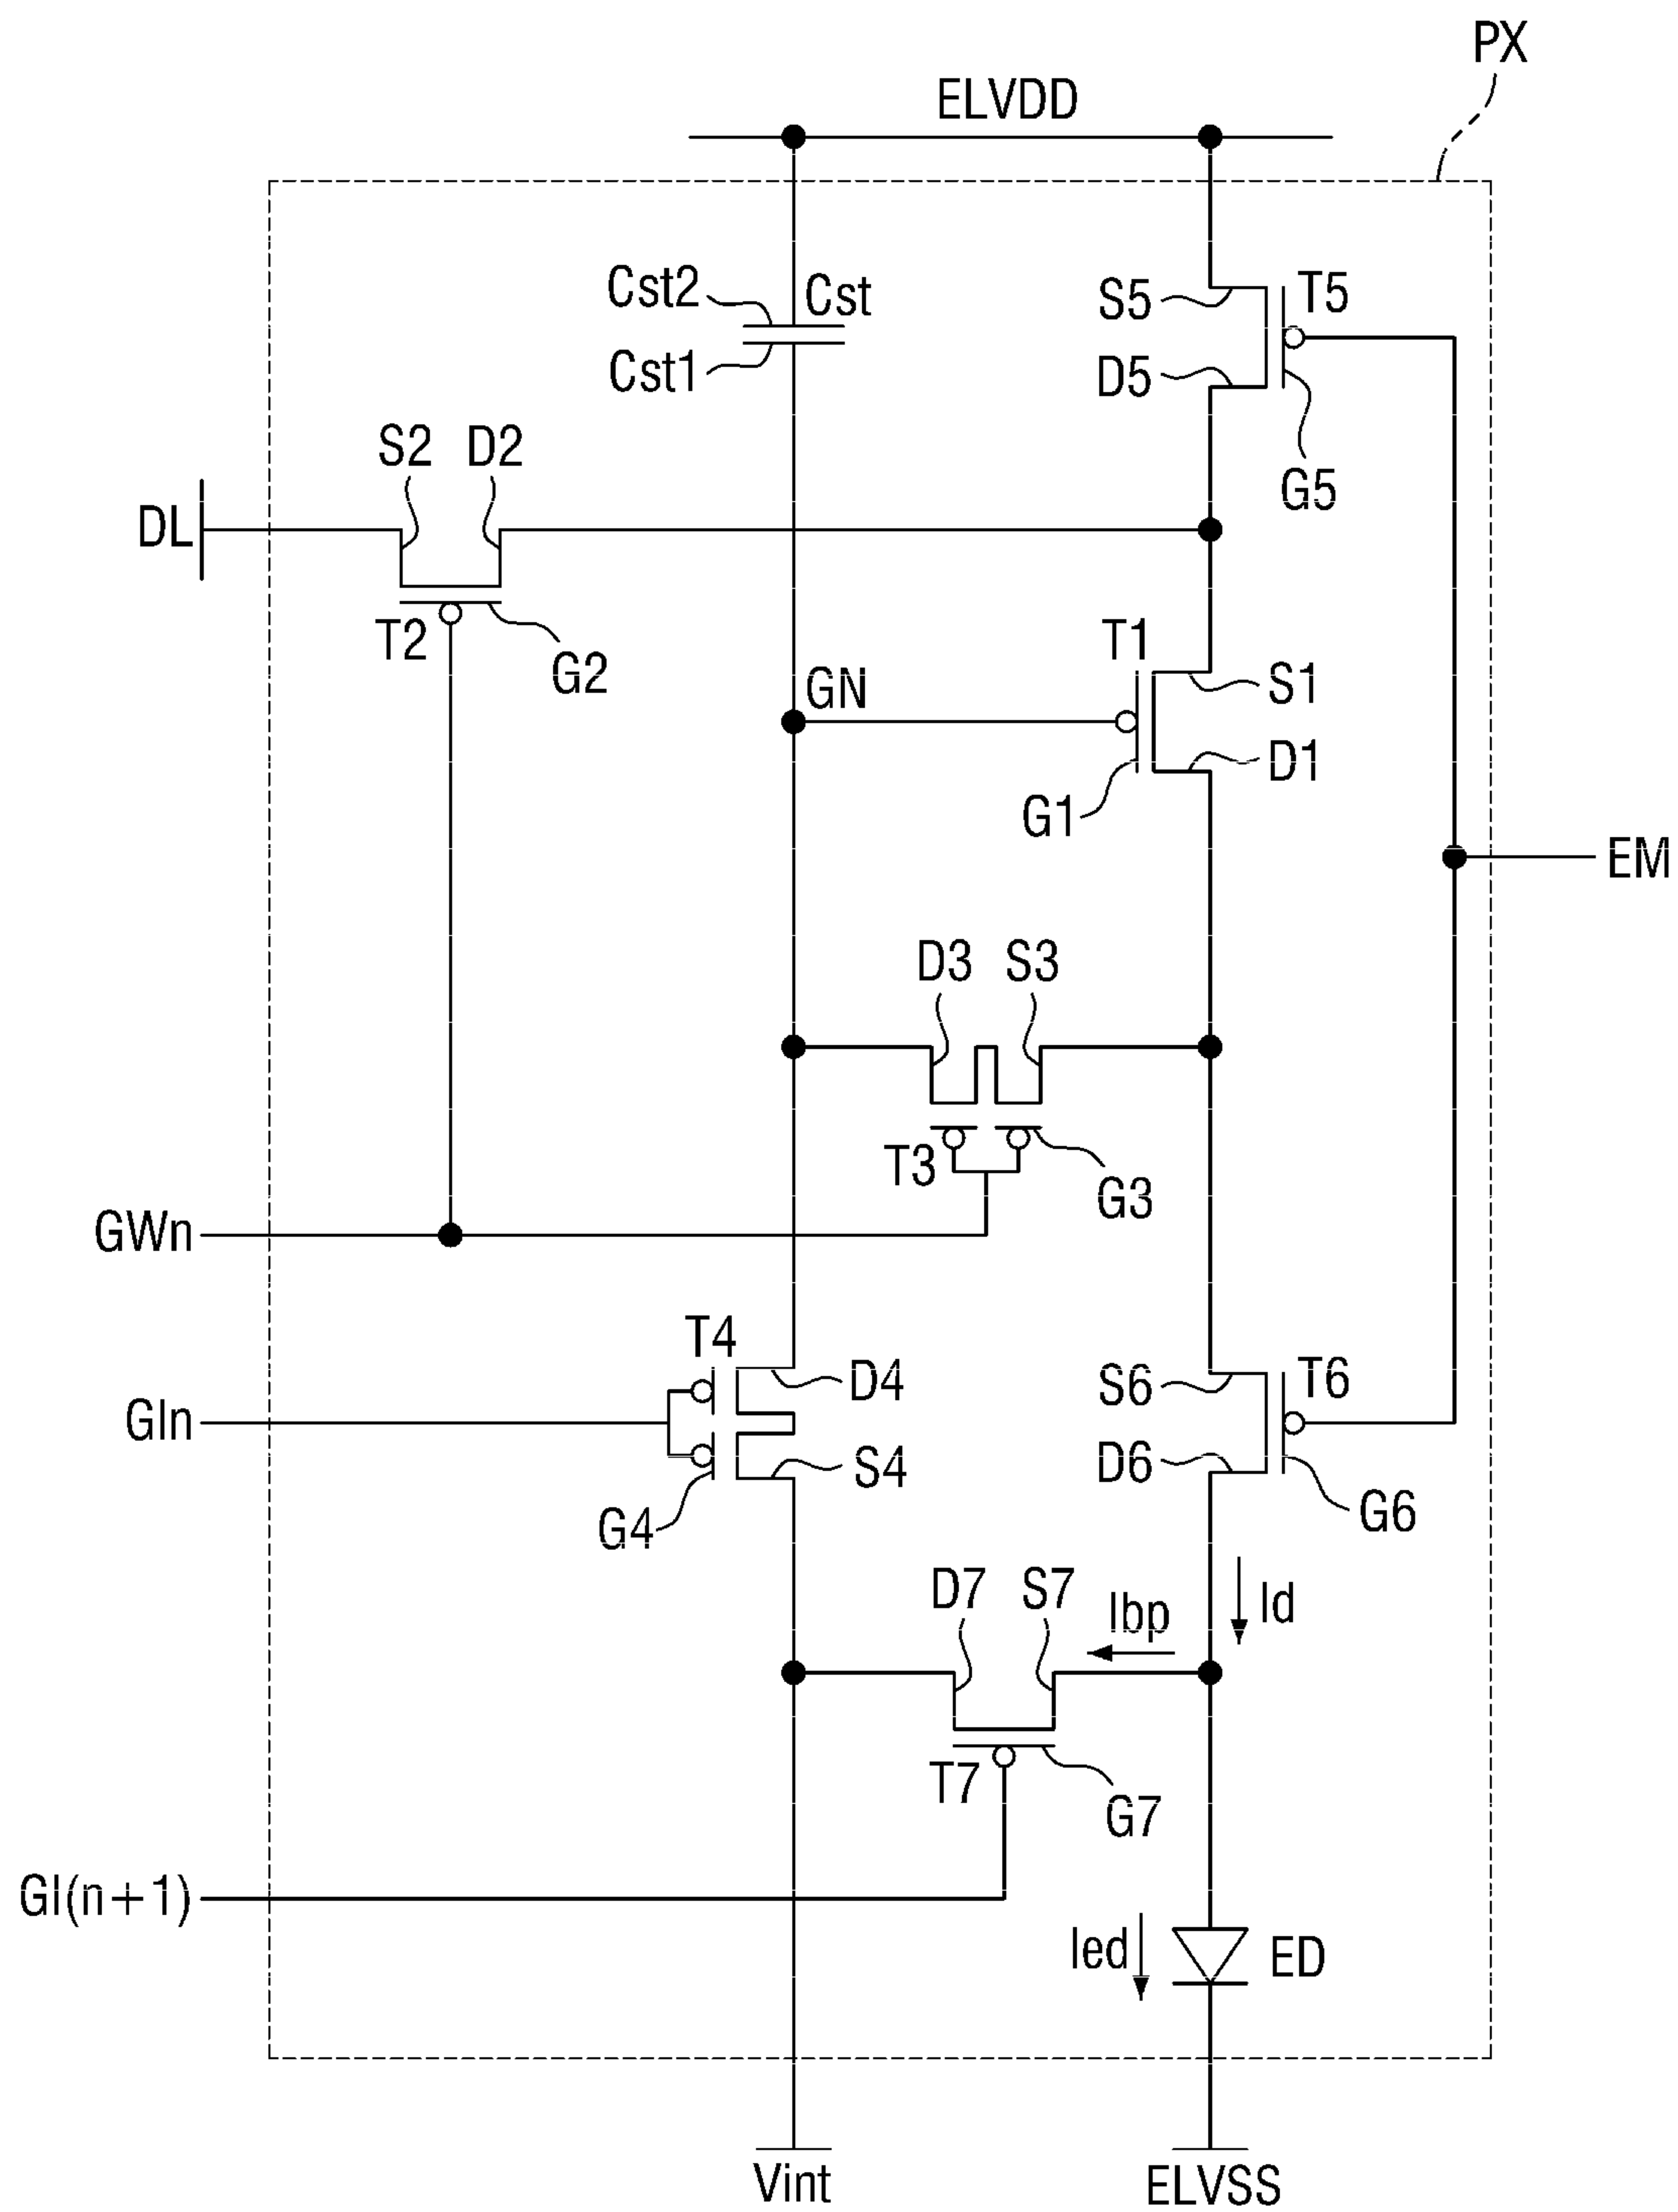 PX
ELVDD
Cst2
Cst
S5
T5
Cst1
D5
S2
D2
G5
DL
T2
G2
T1
GN
S1
D1
G1
EM
D3
S3
T3
G3
GWn
T4
D4
S6
T6
GIn
S4
D6
G4
G6
D7
S7
Ibp
Id
T7
G7
GI(n+1)
Ied
ED
Vint
ELVSS